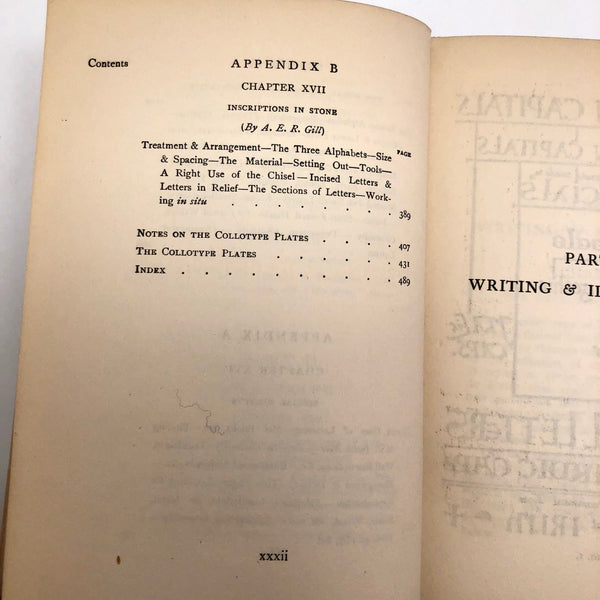 Contents
APPENDIX B
CHAPTER XVII
INSCRIPTIONS IN STONE
(By A. E. R. Gill)
PAGE
Treatment & Arrangement—The Three Alphabets—Size
& Spacing—The Material—Setting Out—Tools—
A Right Use of the Chisel—Incised Letters &
Letters in Relief—The Sections of Letters—Work-
ing in situ . . . . . . . . 389
NOTES ON THE COLLOTYPE PLATES . . . . 407
THE COLLOTYPE PLATES . . . . . . 431
INDEX . . . . . . . . . . 489
xxxii
PAR
WRITING & I